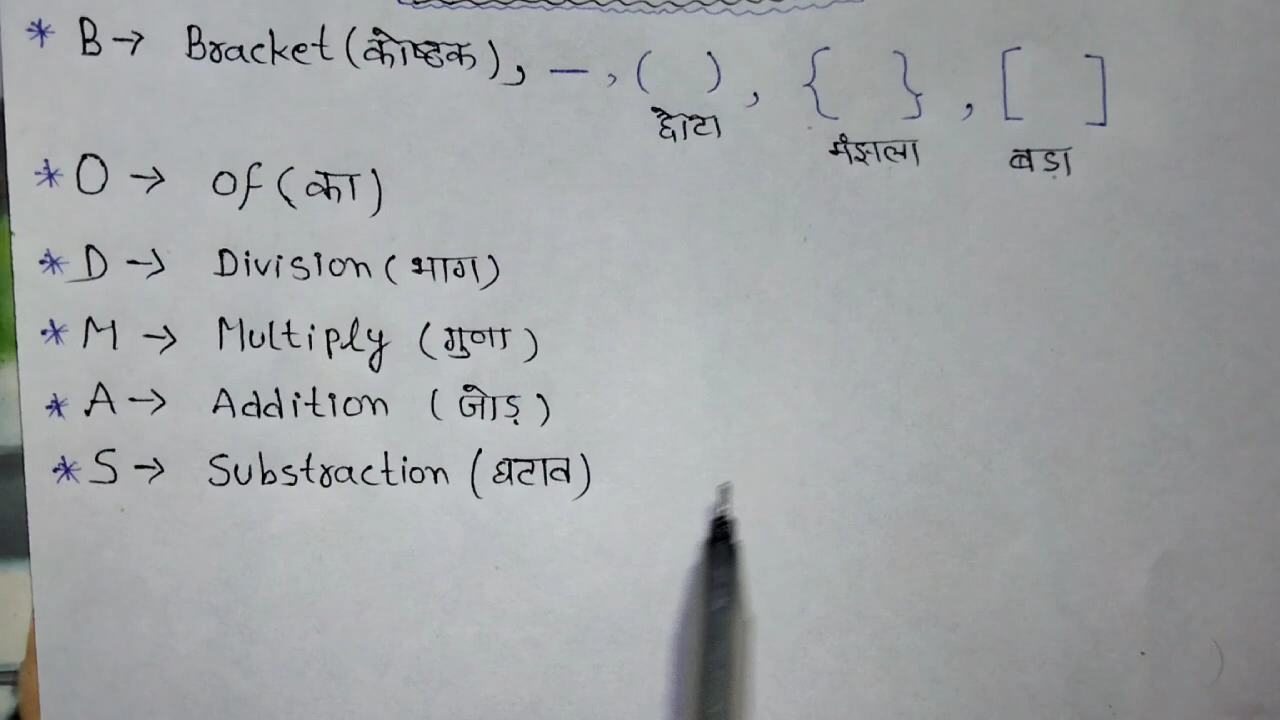 * B → Bracket (कोष्ठक), —, ( ), { }, [ ]
छोटा मंझला बड़ा
* O → of (का)
* D → Division (भाग)
* M → Multiply (गुणा)
* A → Addition (जोड़)
* S → Substraction (घटाव)